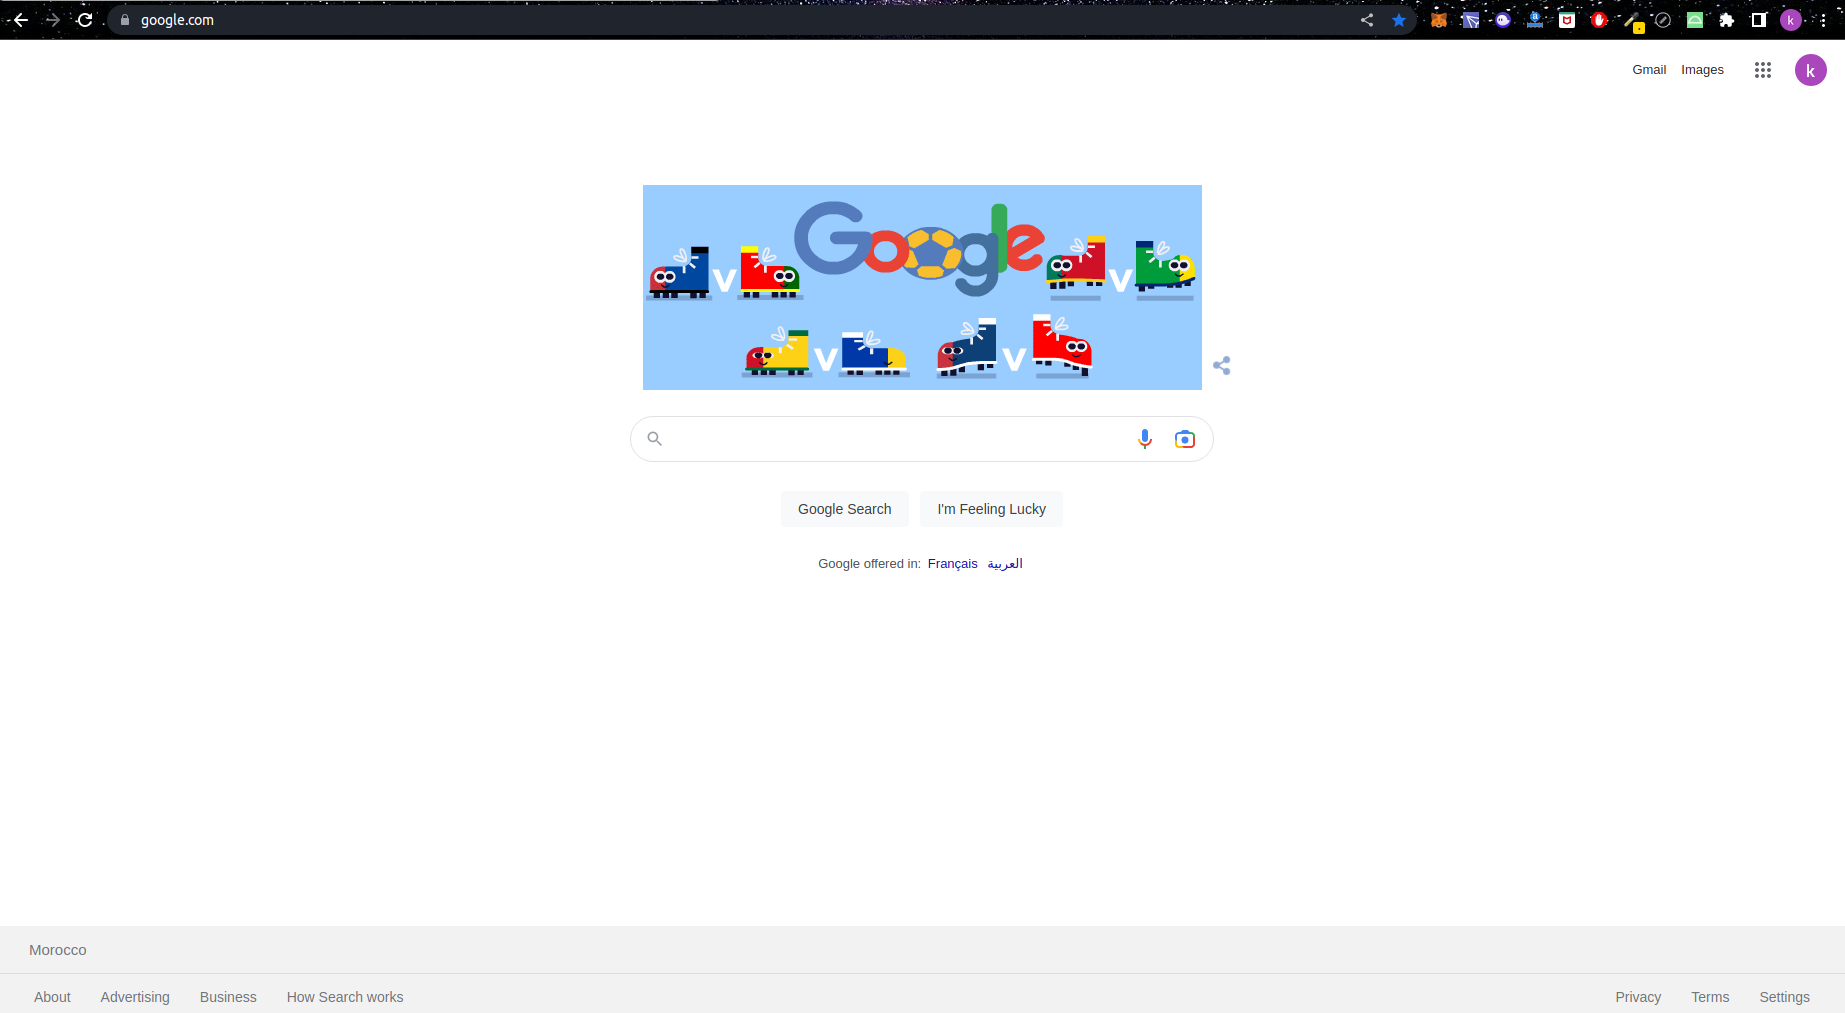 google.com
k
Gmail Images
k
Google
V
V
V
V
Google Search
I'm Feeling Lucky
Google offered in: Français العربية
Morocco
About Advertising Business How Search works
Privacy Terms Settings